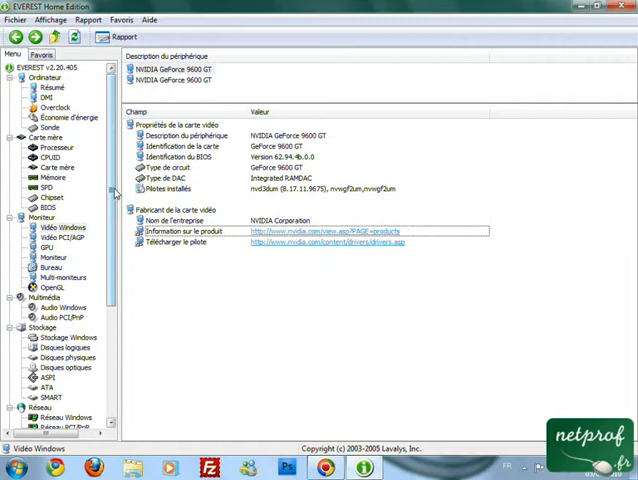 EVEREST Home Edition
Fichier Affichage Rapport Favoris Aide
Rapport
Menu Favoris
EVEREST v2.20.405
Ordinateur
Résumé
DMI
Overclock
Économie d'énergie
Sonde
Carte mère
Processeur
CPUID
Carte mère
Mémoire
SPD
Chipset
BIOS
Moniteur
Vidéo Windows
Vidéo PCI/AGP
GPU
Moniteur
Bureau
Multi-moniteurs
OpenGL
Multimédia
Audio Windows
Audio PCI/PnP
Stockage
Stockage Windows
Disques logiques
Disques physiques
Disques optiques
ASPI
ATA
SMART
Réseau
Réseau Windows
Réseau PCI/PnP
Description du périphérique
NVIDIA GeForce 9600 GT
NVIDIA GeForce 9600 GT
Champ Valeur
Propriétés de la carte vidéo
Description du périphérique NVIDIA GeForce 9600 GT
Identification de la carte GeForce 9600 GT
Identification du BIOS Version 62.94.4b.0.0
Type de circuit GeForce 9600 GT
Type de DAC Integrated RAMDAC
Pilotes installés nvd3dum (8.17.11.9675), nvwgf2um,nvwgf2um
Fabricant de la carte vidéo
Nom de l'entreprise NVIDIA Corporation
Information sur le produit http://www.nvidia.com/view.asp?PAGE=products
Télécharger le pilote http://www.nvidia.com/content/drivers/drivers.asp
Vidéo Windows Copyright (c) 2003-2005 Lavalys, Inc.
Ps
FR
netprof
.fr